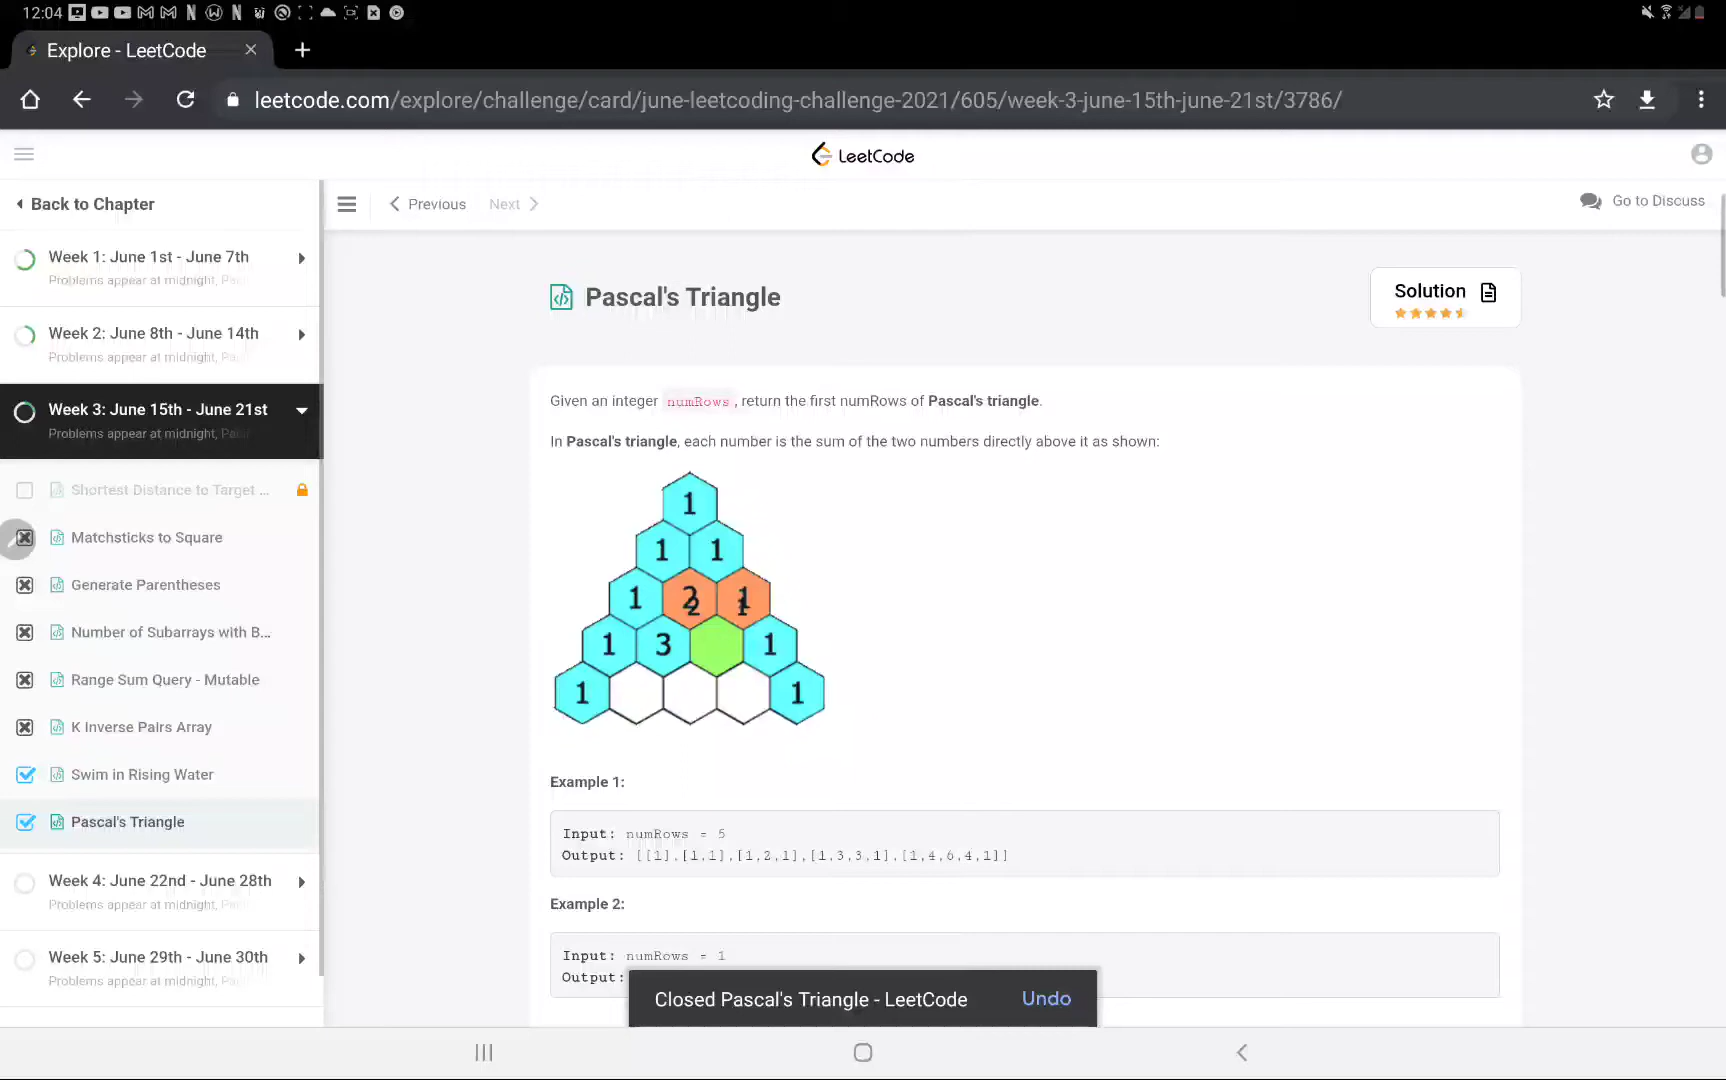 12:04
Explore - LeetCode
leetcode.com/explore/challenge/card/june-leetcoding-challenge-2021/605/week-3-june-15th-june-21st/3786/
LeetCode
Back to Chapter
Previous
Next
Go to Discuss
Week 1: June 1st - June 7th
Problems appear at midnight, Pac
Week 2: June 8th - June 14th
Problems appear at midnight, Pac
Week 3: June 15th - June 21st
Problems appear at midnight, Pac
Shortest Distance to Target ...
Matchsticks to Square
Generate Parentheses
Number of Subarrays with B...
Range Sum Query - Mutable
K Inverse Pairs Array
Swim in Rising Water
Pascal's Triangle
Week 4: June 22nd - June 28th
Problems appear at midnight, Pac
Week 5: June 29th - June 30th
Problems appear at midnight, Pac
Pascal's Triangle
Solution
Given an integer numRows, return the first numRows of Pascal's triangle.
In Pascal's triangle, each number is the sum of the two numbers directly above it as shown:
1
1 1
1 2 1
1 3 1
1 1
Example 1:
Input: numRows = 5
Output: [[1],[1,1],[1,2,1],[1,3,3,1],[1,4,6,4,1]]
Example 2:
Input: numRows = 1
Output:
Closed Pascal's Triangle - LeetCode
Undo